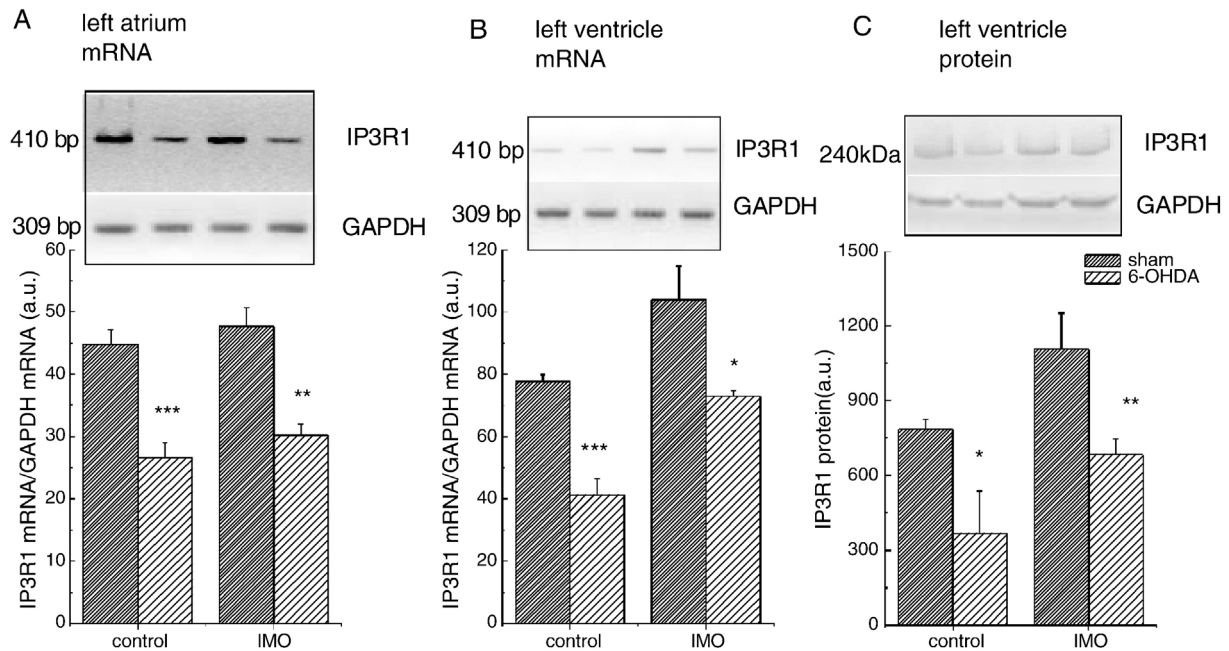 A
left atrium
mRNA
410 bp
IP3R1
309 bp
GAPDH
60
50
40
30
20
10
0
IP3R1 mRNA/GAPDH mRNA (a.u.)
***
**
control
IMO
B
left ventricle
mRNA
410 bp
IP3R1
309 bp
GAPDH
120
100
80
60
40
20
0
IP3R1 mRNA/GAPDH mRNA (a.u.)
***
*
control
IMO
C
left ventricle
protein
240kDa
IP3R1
GAPDH
1500
1200
900
600
300
0
IP3R1 protein(a.u.)
sham
6-OHDA
*
**
control
IMO